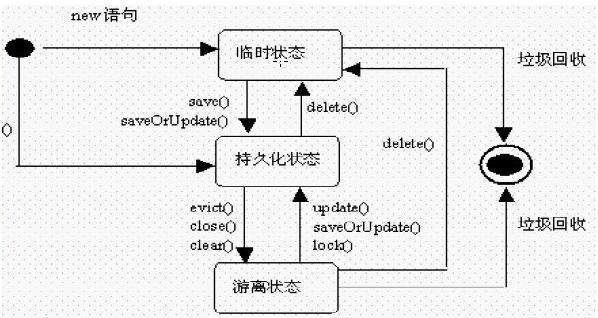 new语句
临时状态
垃圾回收
save()
saveOrUpdate()
delete()
()
delete()
持久化状态
evict()
close()
clear()
update()
saveOrUpdate()
lock()
垃圾回收
游离状态